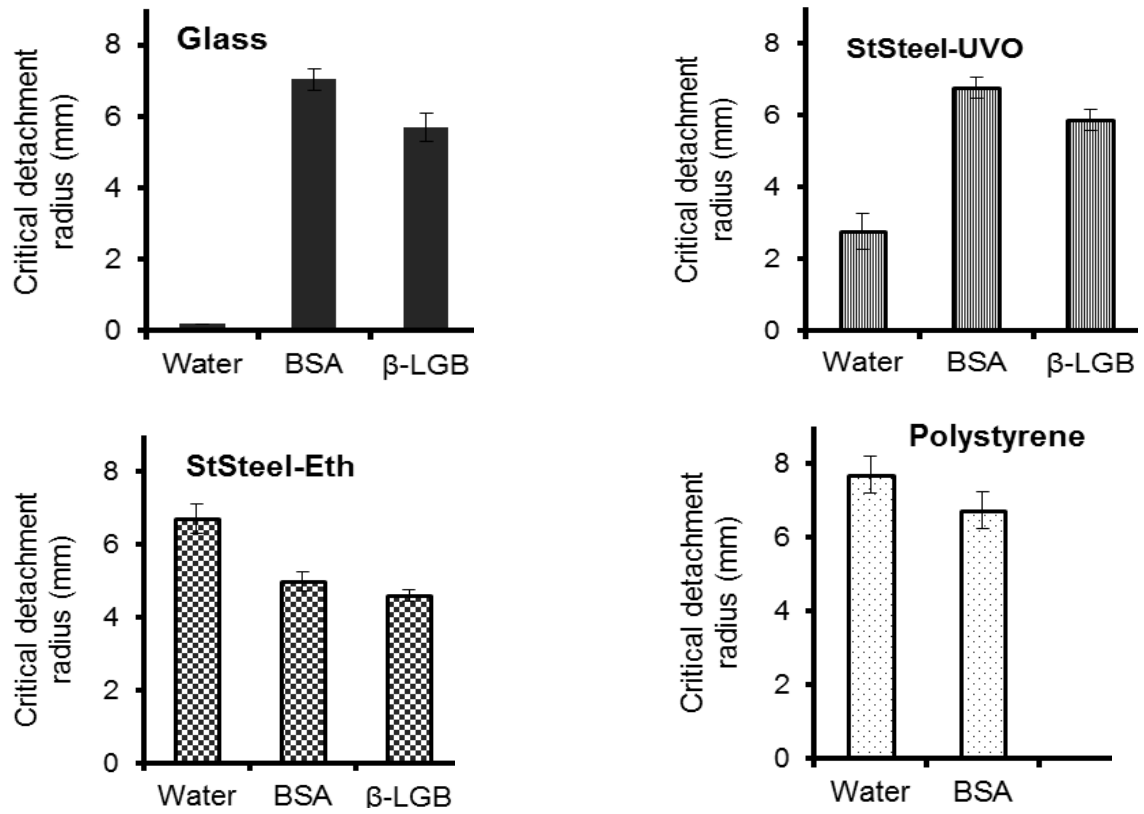 Glass
Critical detachment
radius (mm)
8
6
4
2
0
Water BSA β-LGB
StSteel-UVO
Critical detachment
radius (mm)
8
6
4
2
0
Water BSA β-LGB
StSteel-Eth
Critical detachment
radius (mm)
8
6
4
2
0
Water BSA β-LGB
Polystyrene
Critical detachment
radius (mm)
8
6
4
2
0
Water BSA